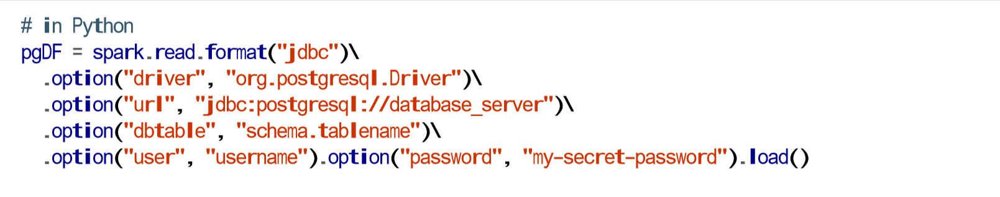 # in Python
pgDF = spark.read.format("jdbc")\
  .option("driver", "org.postgresql.Driver")\
  .option("url", "jdbc:postgresql://database_server")\
  .option("dbtable", "schema.tablename")\
  .option("user", "username").option("password", "my-secret-password").load()